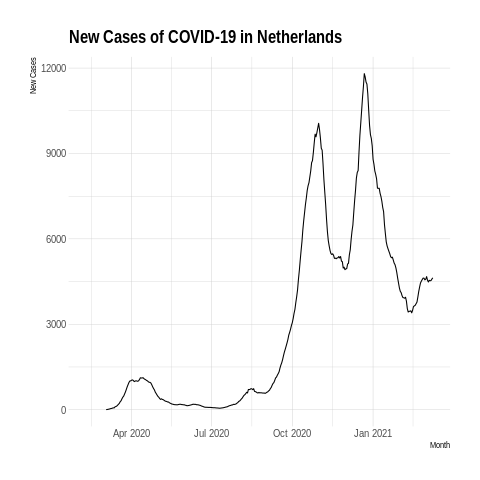 New Cases of COVID-19 in Netherlands
New Cases
12000
9000
6000
3000
0
Apr 2020 Jul 2020 Oct 2020 Jan 2021
Month